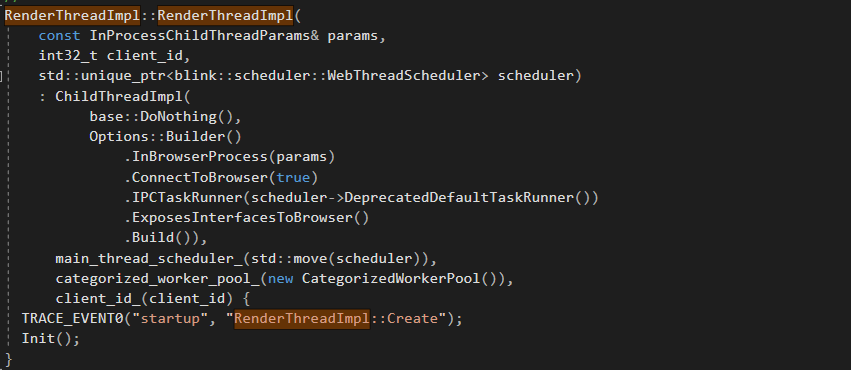 RenderThreadImpl::RenderThreadImpl(
const InProcessChildThreadParams& params,
int32_t client_id,
std::unique_ptr<blink::scheduler::WebThreadScheduler> scheduler)
: ChildThreadImpl(
base::DoNothing(),
Options::Builder()
.InBrowserProcess(params)
.ConnectToBrowser(true)
.IPCTaskRunner(scheduler->DeprecatedDefaultTaskRunner())
.ExposesInterfacesToBrowser()
.Build()),
main_thread_scheduler_(std::move(scheduler)),
categorized_worker_pool_(new CategorizedWorkerPool()),
client_id_(client_id) {
TRACE_EVENT0("startup", "RenderThreadImpl::Create");
Init();
}